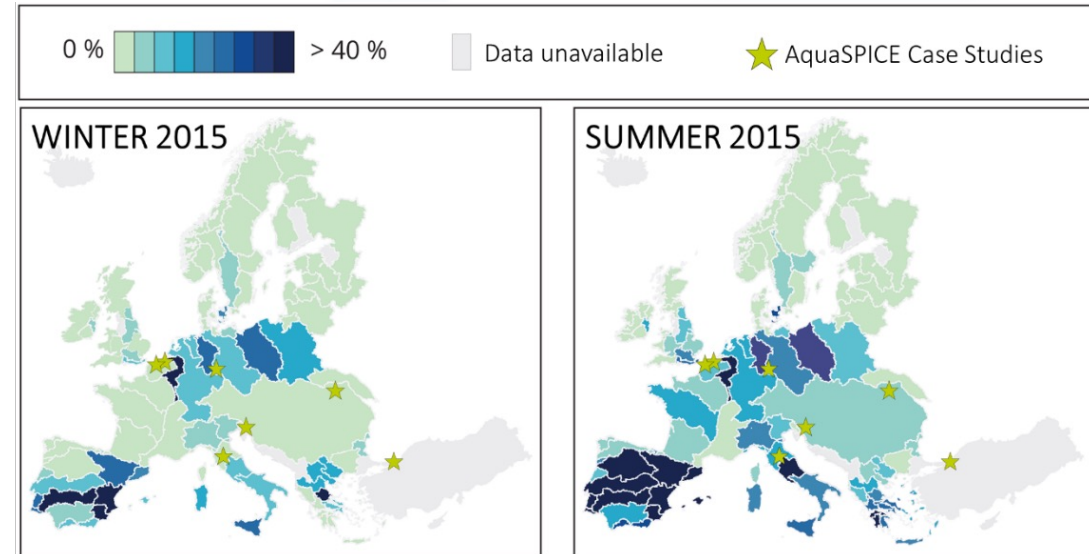 0 % > 40 % Data unavailable AquaSPICE Case Studies
WINTER 2015
SUMMER 2015